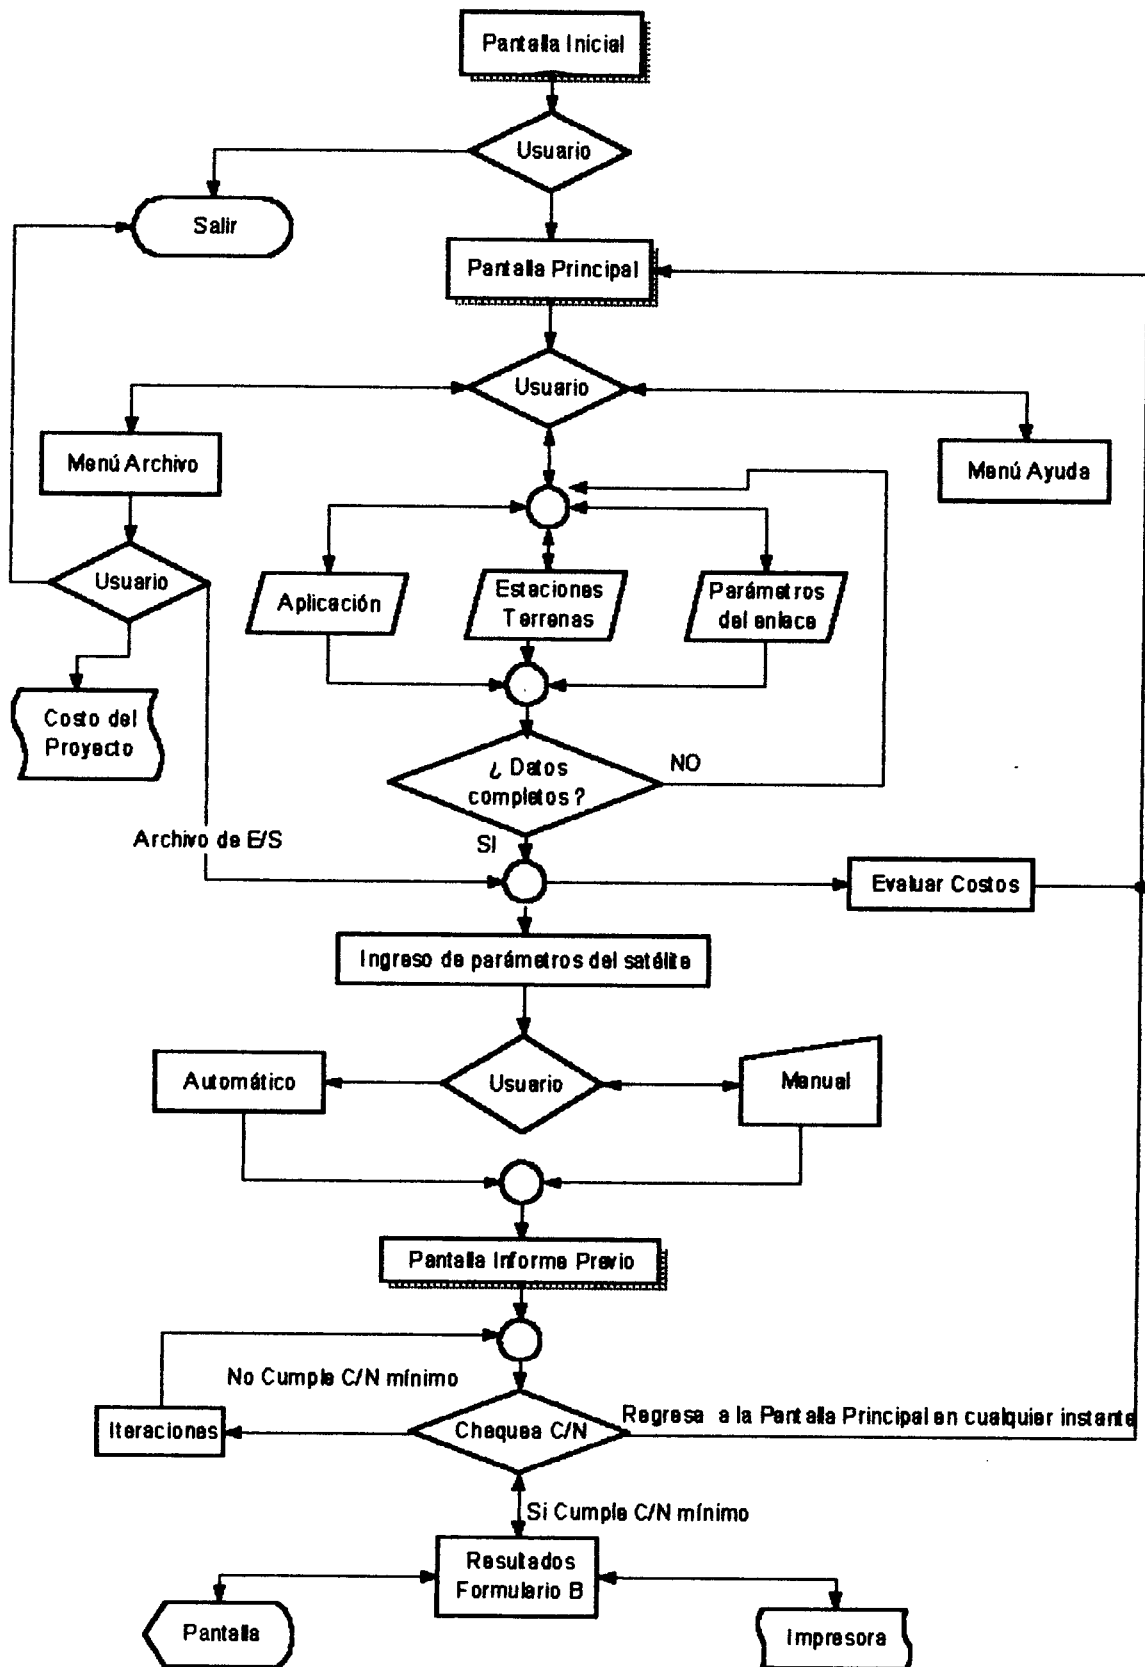 Pantalla Inicial
Usuario
Salir
Pantalla Principal
Usuario
Menú Archivo
Menú Ayuda
Usuario
Aplicación
Estaciones
Terrenas
Parámetros
del enlace
Costo del
Proyecto
¿ Datos
completos ?
NO
Archivo de E/S
SI
Evaluar Costos
Ingreso de parámetros del satélite
Automático
Usuario
Manual
Pantalla Informe Previo
No Cumple C/N mínimo
Iteraciones
Chequea C/N
Regresa a la Pantalla Principal en cualquier instante
Si Cumple C/N mínimo
Resultados
Formulario B
Pantalla
Impresora